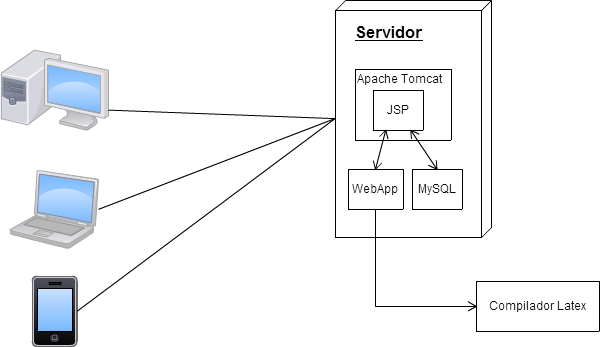 Servidor
Apache Tomcat
JSP
WebApp
MySQL
Compilador Latex